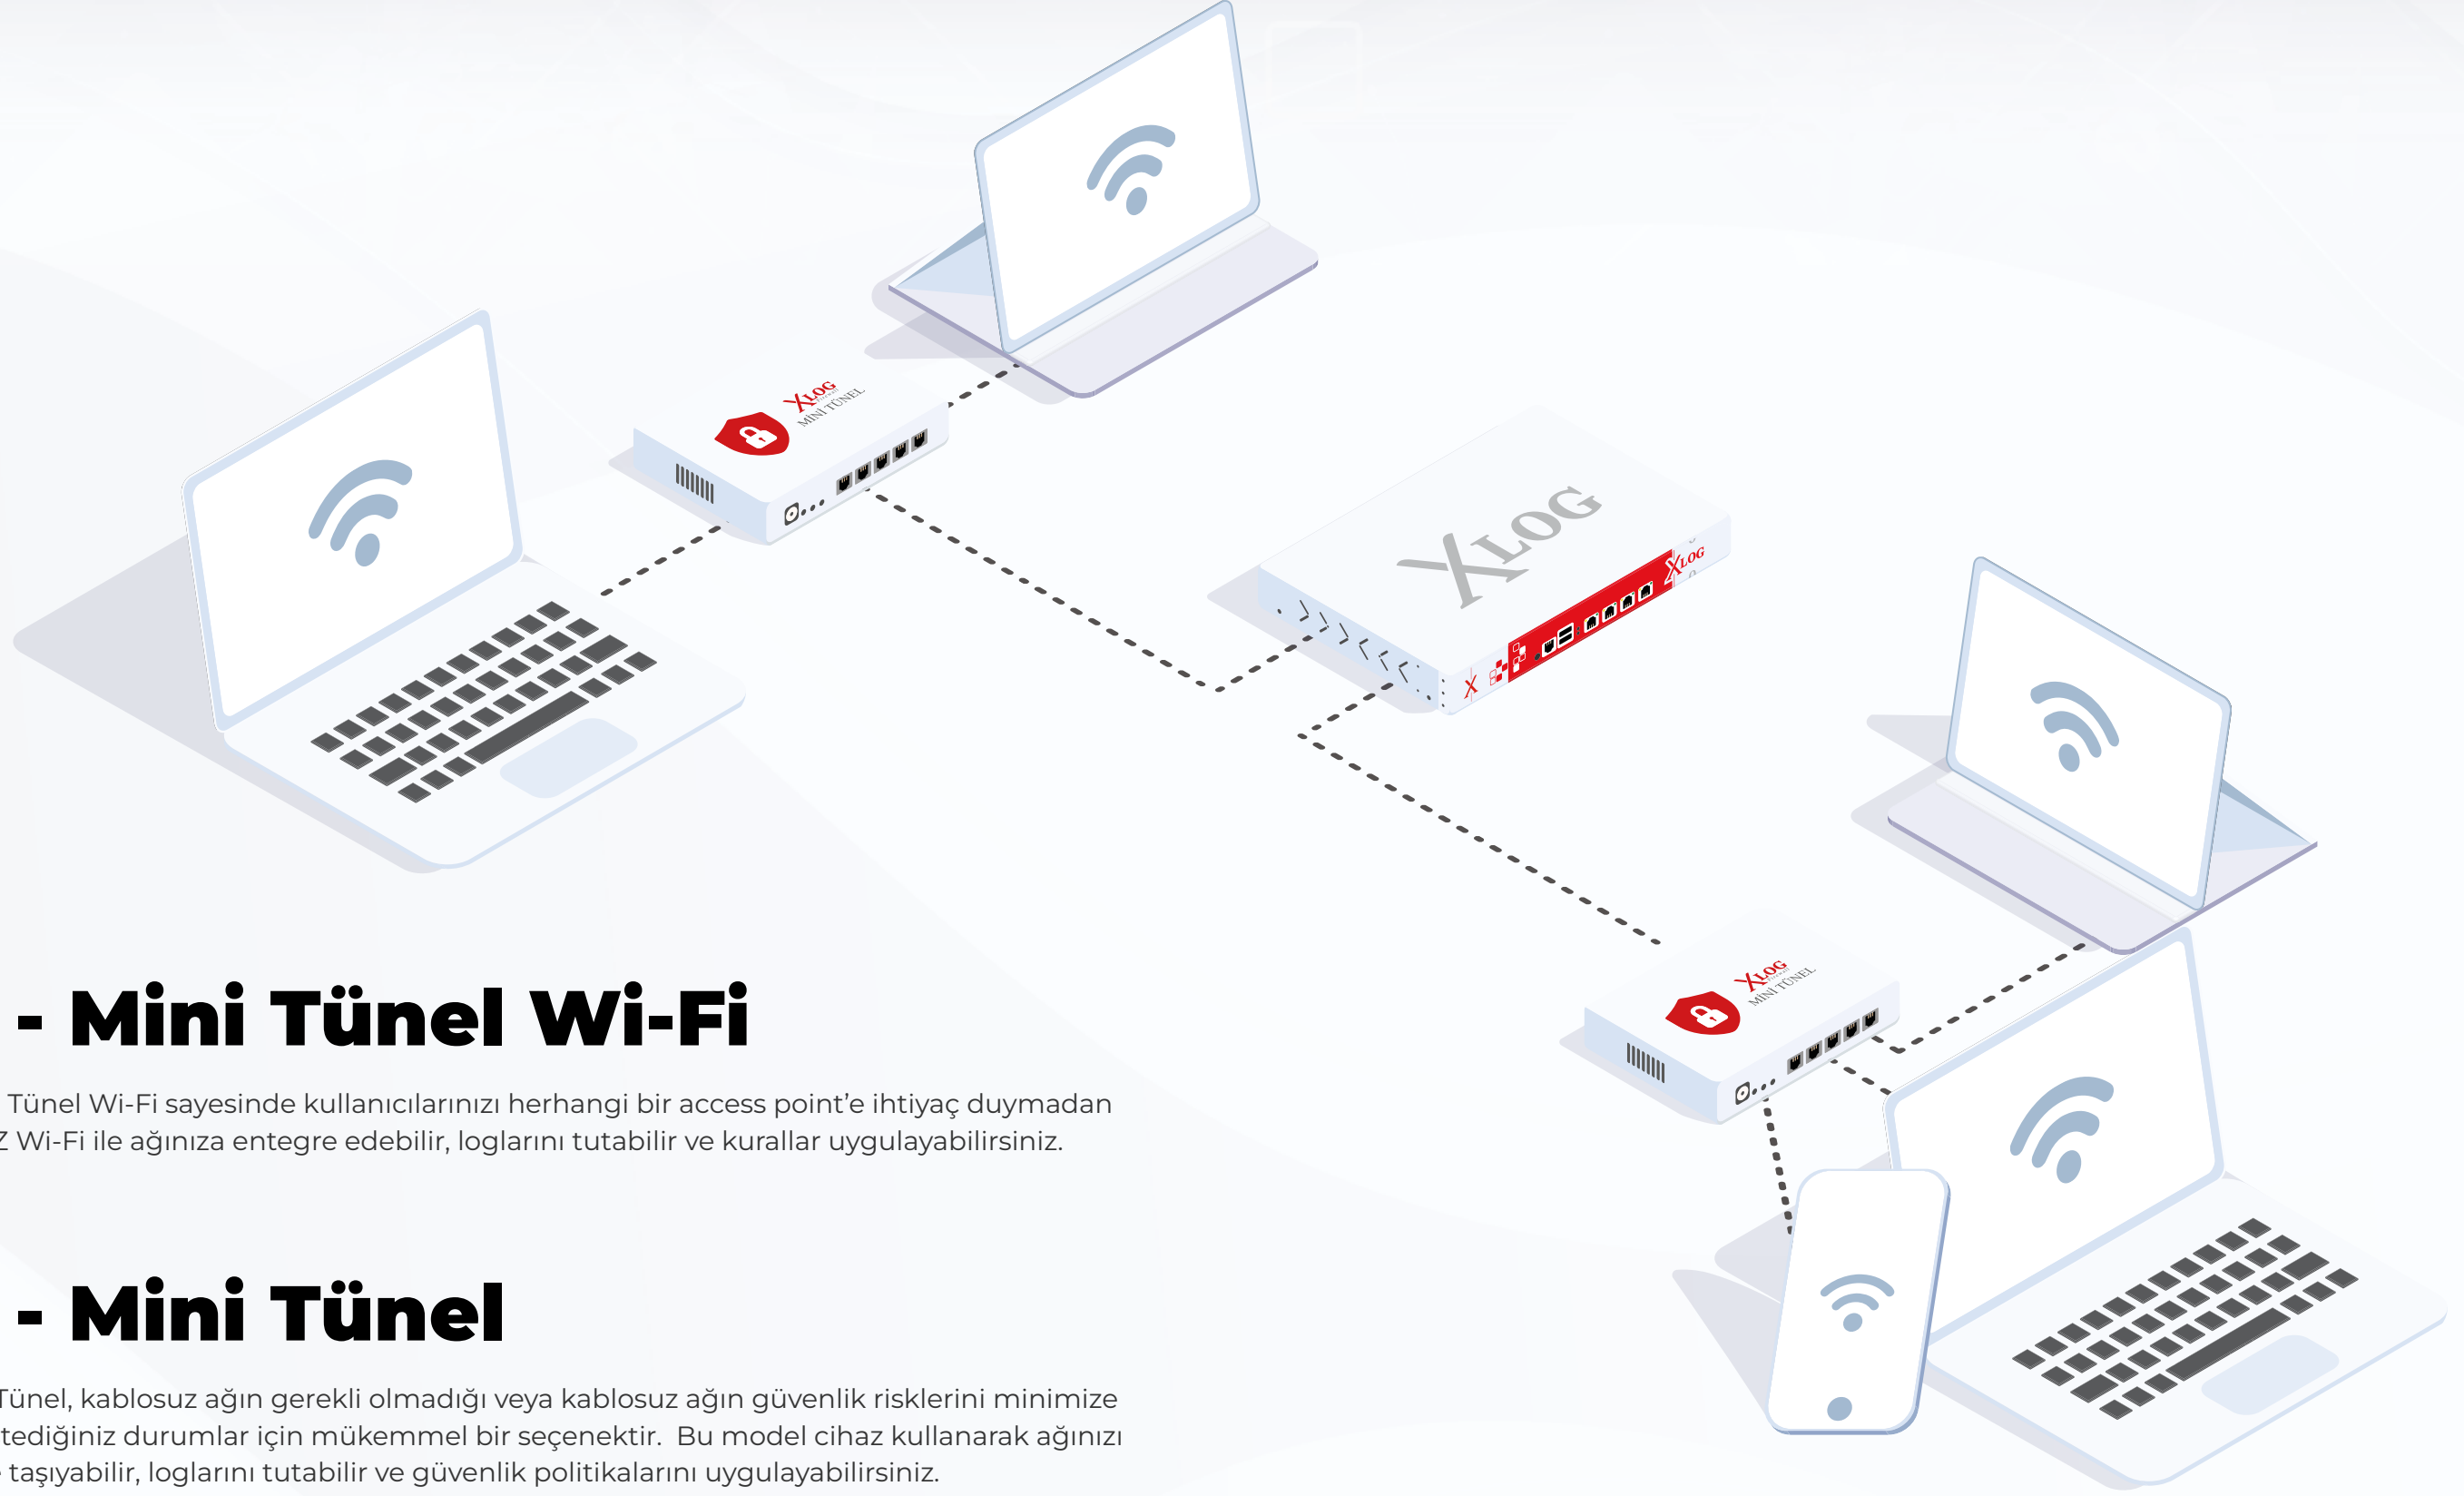 XLOG
Firewall
MİNİ TÜNEL
XLOG
XLOG
X
XLOG
Firewall
MİNİ TÜNEL
- Mini Tünel Wi-Fi
Tünel Wi-Fi sayesinde kullanıcılarınızı herhangi bir access point’e ihtiyaç duymadan
Z Wi-Fi ile ağınıza entegre edebilir, loglarını tutabilir ve kurallar uygulayabilirsiniz.
- Mini Tünel
Tünel, kablosuz ağın gerekli olmadığı veya kablosuz ağın güvenlik risklerini minimize
tediğiniz durumlar için mükemmel bir seçenektir. Bu model cihaz kullanarak ağınızı
taşıyabilir, loglarını tutabilir ve güvenlik politikalarını uygulayabilirsiniz.